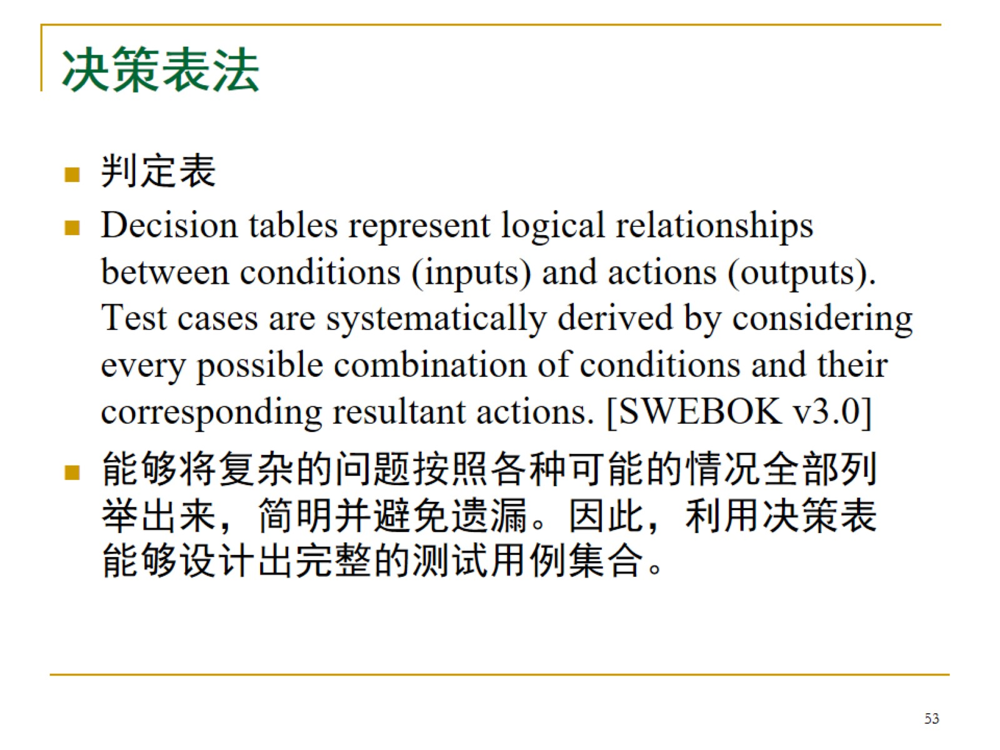 决策表法
判定表
Decision tables represent logical relationships
between conditions (inputs) and actions (outputs).
Test cases are systematically derived by considering
every possible combination of conditions and their
corresponding resultant actions. [SWEBOK v3.0]
能够将复杂的问题按照各种可能的情况全部列
举出来，简明并避免遗漏。因此，利用决策表
能够设计出完整的测试用例集合。
53